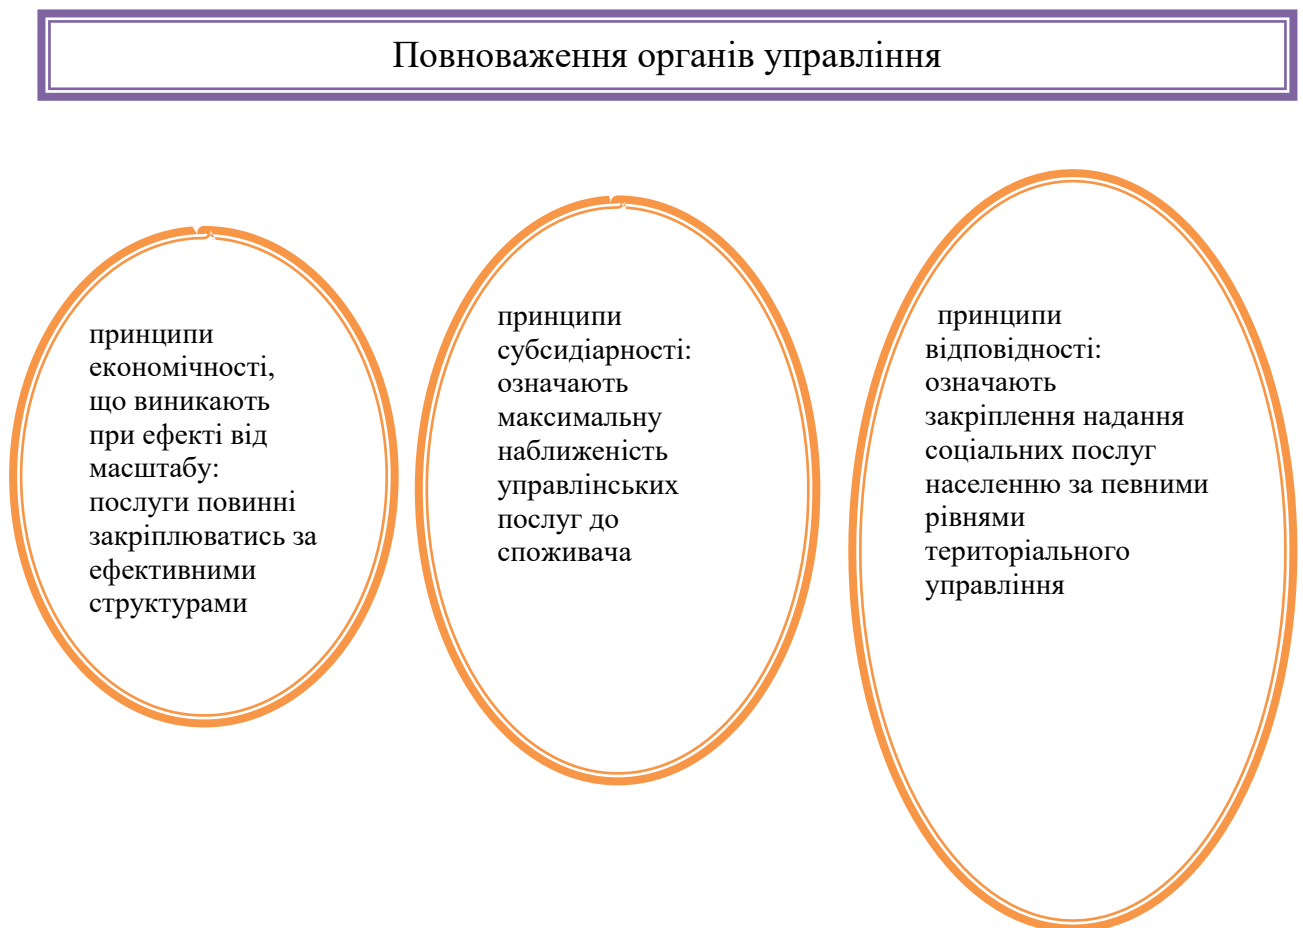 Повноваження органів управління
принципи
економічності,
що виникають
при ефекті від
масштабу:
послуги повинні
закріплюватись за
ефективними
структурами
принципи
субсидіарності:
означають
максимальну
наближеність
управлінських
послуг до
споживача
принципи
відповідності:
означають
закріплення надання
соціальних послуг
населенню за певними
рівнями
територіального
управління